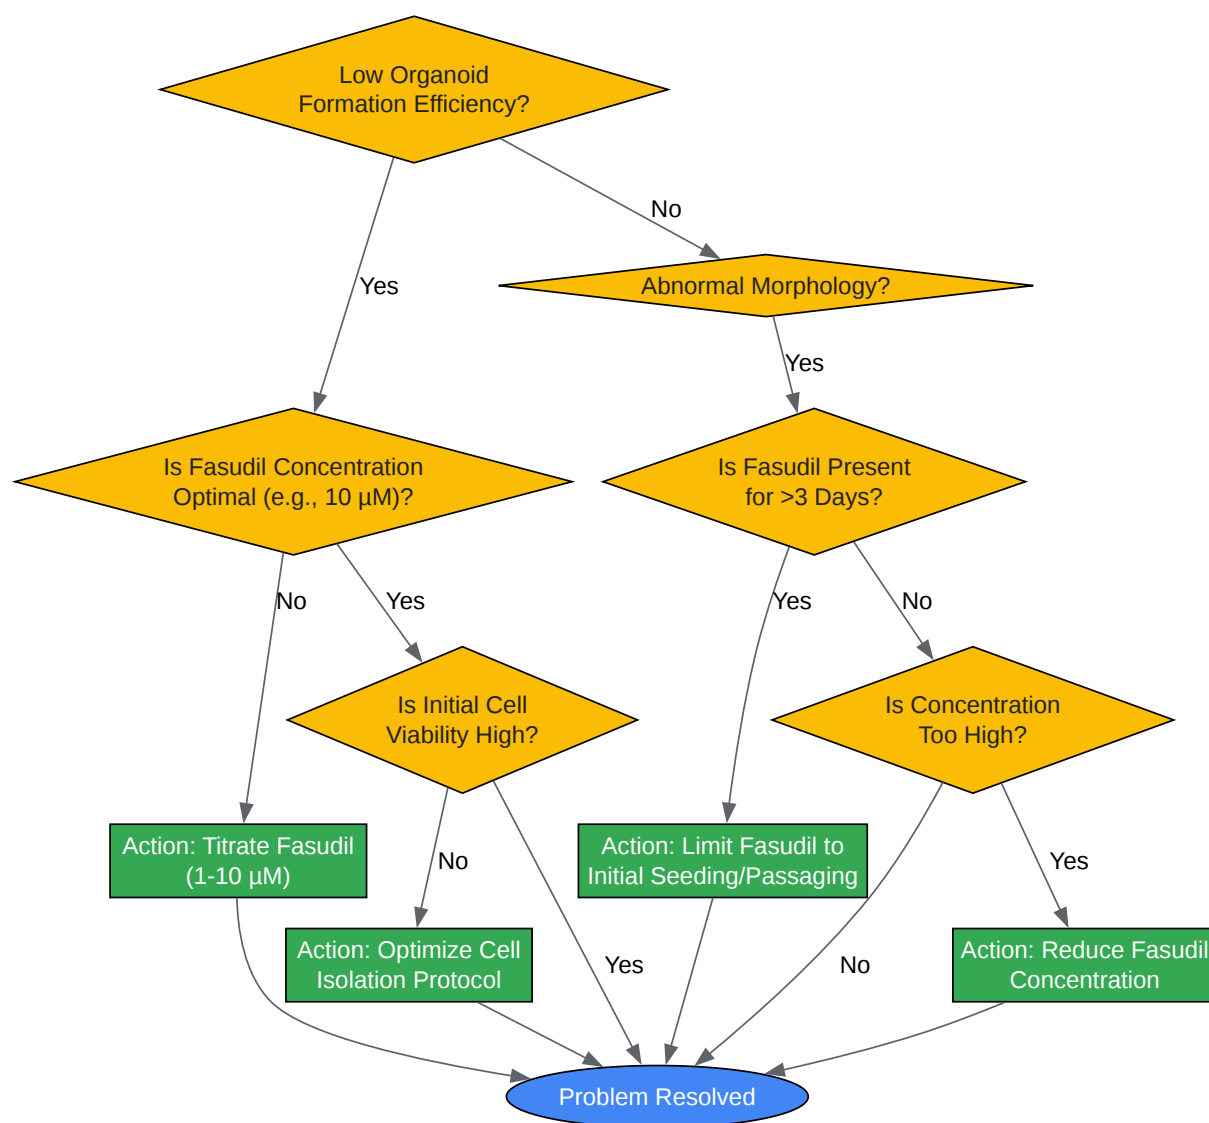 Low Organoid
Formation Efficiency?
No
Yes
Abnormal Morphology?
Yes
Is Fasudil Concentration
Optimal (e.g., 10 µM)?
Is Fasudil Present
for >3 Days?
No
Yes
Yes
No
Is Initial Cell
Viability High?
Is Concentration
Too High?
Action: Titrate Fasudil
(1-10 µM)
No
Action: Limit Fasudil to
Initial Seeding/Passaging
Yes
Action: Optimize Cell
Isolation Protocol
Yes
No
Action: Reduce Fasudil
Concentration
Problem Resolved